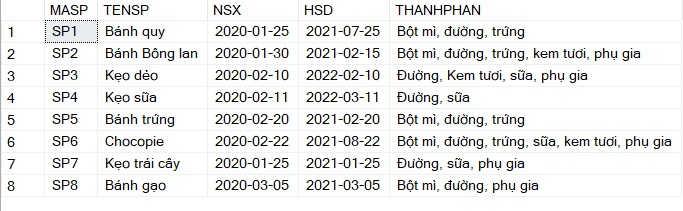 MASP TENSP NSX HSD THANHPHAN
1 SP1 Bánh quy 2020-01-25 2021-07-25 Bột mì, đường, trứng
2 SP2 Bánh Bông lan 2020-01-30 2021-02-15 Bột mì, đường, trứng, kem tươi, phụ gia
3 SP3 Kẹo dẻo 2020-02-10 2022-02-10 Đường, Kem tươi, sữa, phụ gia
4 SP4 Kẹo sữa 2020-02-11 2022-03-11 Đường, sữa
5 SP5 Bánh trứng 2020-02-20 2021-02-20 Bột mì, đường, trứng
6 SP6 Chocopie 2020-02-22 2021-08-22 Bột mì, đường, trứng, sữa, kem tươi, phụ gia
7 SP7 Kẹo trái cây 2020-01-25 2021-01-25 Đường, sữa, phụ gia
8 SP8 Bánh gạo 2020-03-05 2021-03-05 Bột mì, đường, phụ gia